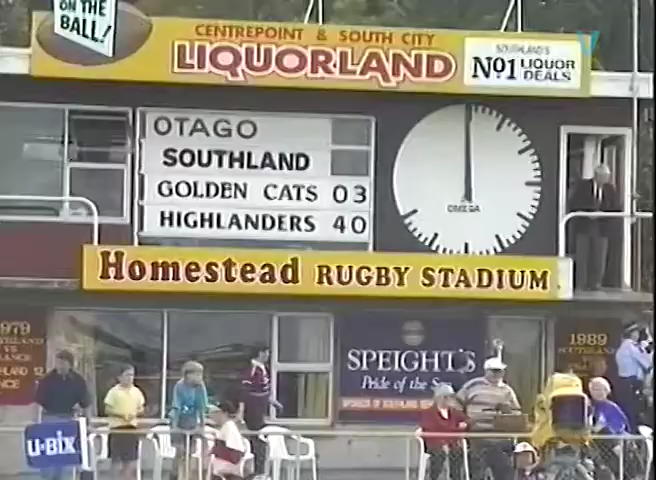 ON THE
BALL!
CENTREPOINT & SOUTH CITY
LIQUORLAND
SOUTHLAND'S
No1 LIQUOR
DEALS
OTAGO
SOUTHLAND
GOLDEN CATS 03
HIGHLANDERS 40
OMEGA
Homestead RUGBY STADIUM
1979
SPEIGHT'S
Pride of the
1989
SOUTHLAND
U-BIX